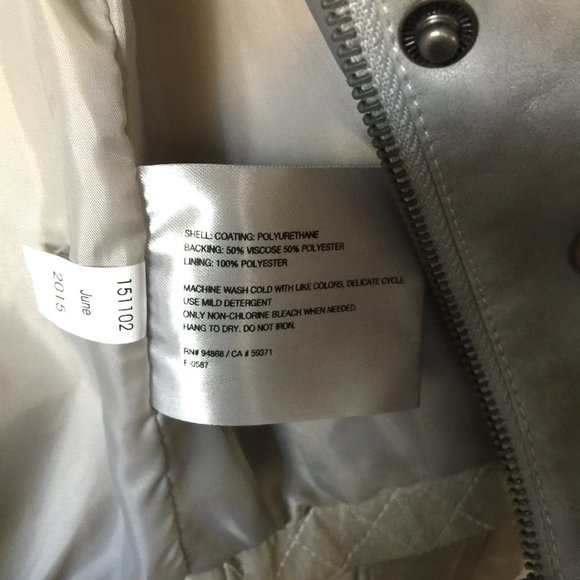 SHELL: COATING: POLYURETHANE
BACKING: 50% VISCOSE 50% POLYESTER
LINING: 100% POLYESTER
MACHINE WASH COLD WITH LIKE COLORS, DELICATE CYCLE
USE MILD DETERGENT
ONLY NON-CHLORINE BLEACH WHEN NEEDED.
HANG TO DRY. DO NOT IRON.
RN# 94868 / CA # 59371
F-0587
151102
June
2015